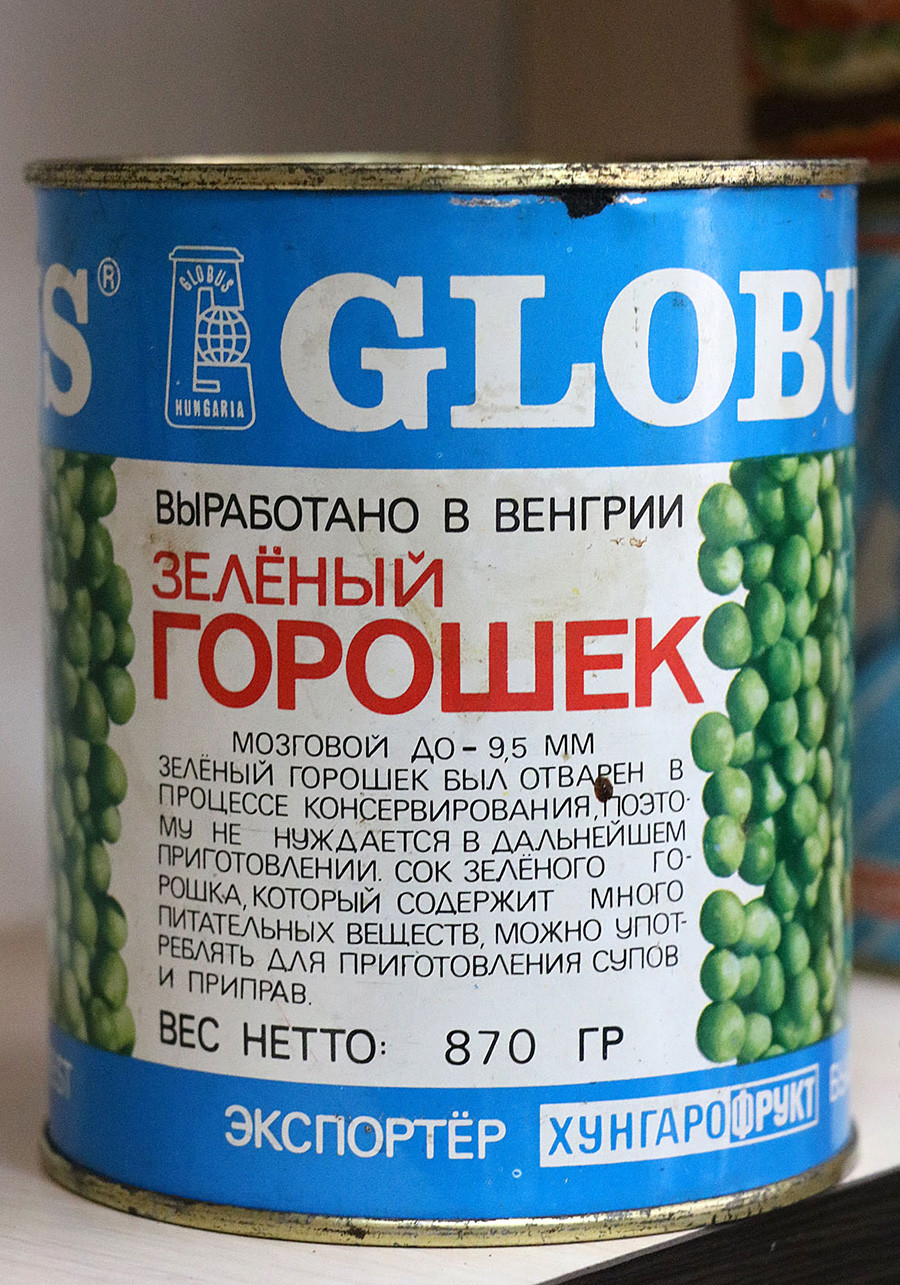 GLOBUS
HUNGARIA
®
GLOBU
ВЫРАБОТАНО В ВЕНГРИИ
ЗЕЛЁНЫЙ
ГОРОШЕК
МОЗГОВОЙ ДО - 9,5 ММ
ЗЕЛЁНЫЙ ГОРОШЕК БЫЛ ОТВАРЕН В
ПРОЦЕССЕ КОНСЕРВИРОВАНИЯ, ПОЭТО-
МУ НЕ НУЖДАЕТСЯ В ДАЛЬНЕЙШЕМ
ПРИГОТОВЛЕНИИ. СОК ЗЕЛЁНОГО ГО-
РОШКА, КОТОРЫЙ СОДЕРЖИТ МНОГО
ПИТАТЕЛЬНЫХ ВЕЩЕСТВ, МОЖНО УПОТ-
РЕБЛЯТЬ ДЛЯ ПРИГОТОВЛЕНИЯ СУПОВ
И ПРИПРАВ.
ВЕС НЕТТО: 870 ГР
ЭКСПОРТЁР ХУНГАРОФРУКТ